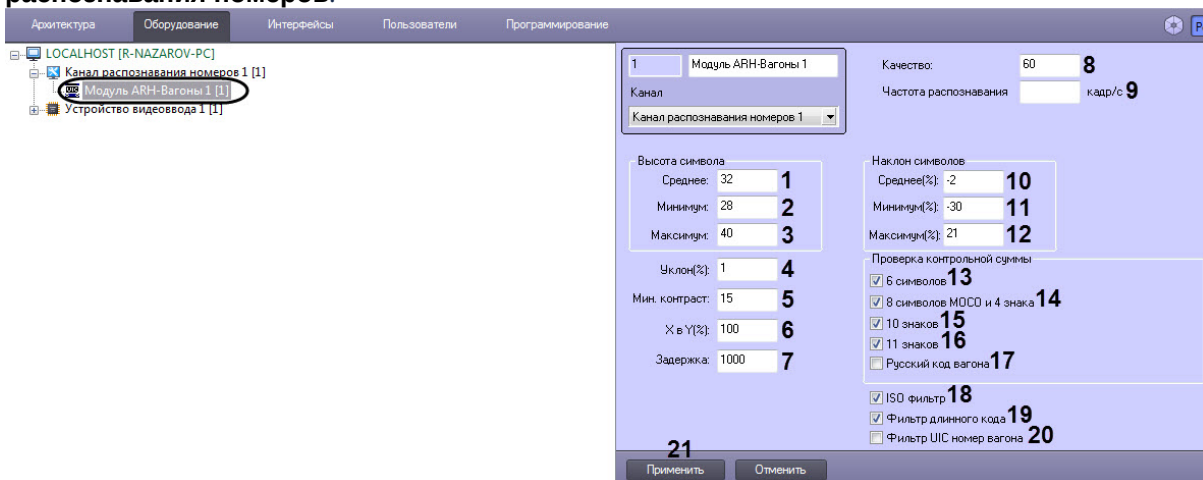 распознавания номеров.
Архитектура Оборудование Интерфейсы Пользователи Программирование
LOCALHOST [R-NAZAROV-PC]
Канал распознавания номеров 1 [1]
Модуль ARH-Вагоны 1 [1]
Устройство видеоввода 1 [1]
1 Модуль ARH-Вагоны 1
Канал
Канал распознавания номеров 1
Качество: 60 8
Частота распознавания кадр/с 9
Высота символа
Среднее: 32 1
Минимум: 28 2
Максимум: 40 3
Уклон(%): 1 4
Мин. контраст: 15 5
X в Y(%): 100 6
Задержка: 1000 7
Наклон символов
Среднее(%): -2 10
Минимум(%): -30 11
Максимум(%): 21 12
Проверка контрольной суммы
6 символов 13
8 символов МОСО и 4 знака 14
10 знаков 15
11 знаков 16
Русский код вагона 17
ISO фильтр 18
Фильтр длинного кода 19
Фильтр UIC номер вагона 20
21
Применить Отменить